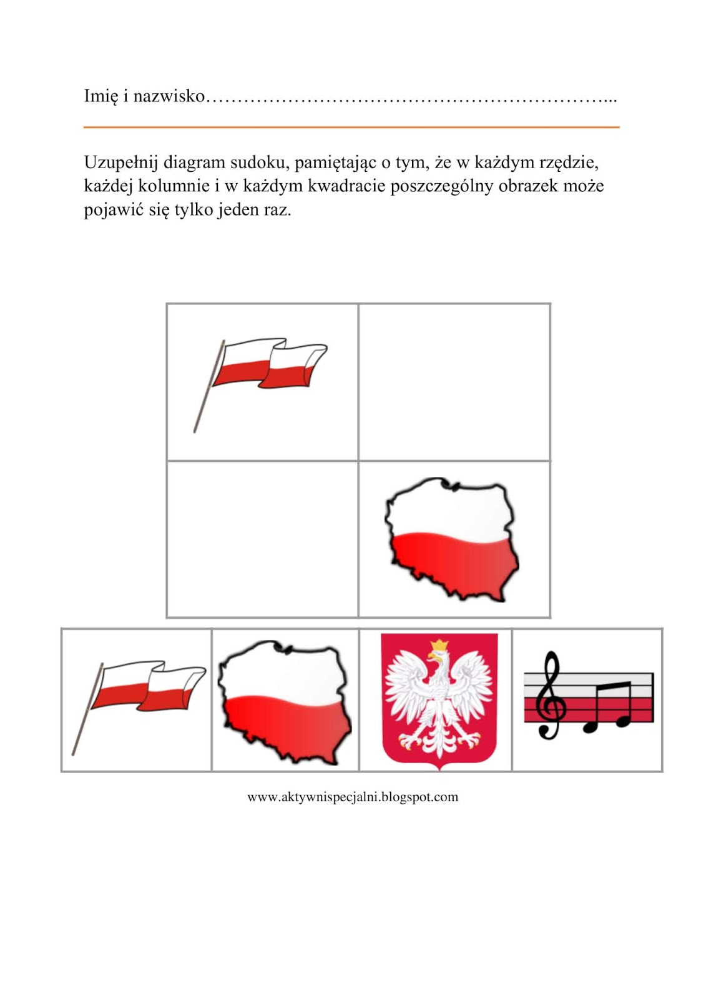 Imię i nazwisko…………………………………………………………...
Uzupełnij diagram sudoku, pamiętając o tym, że w każdym rzędzie,
każdej kolumnie i w każdym kwadracie poszczególny obrazek może
pojawić się tylko jeden raz.
www.aktywnispecjalni.blogspot.com